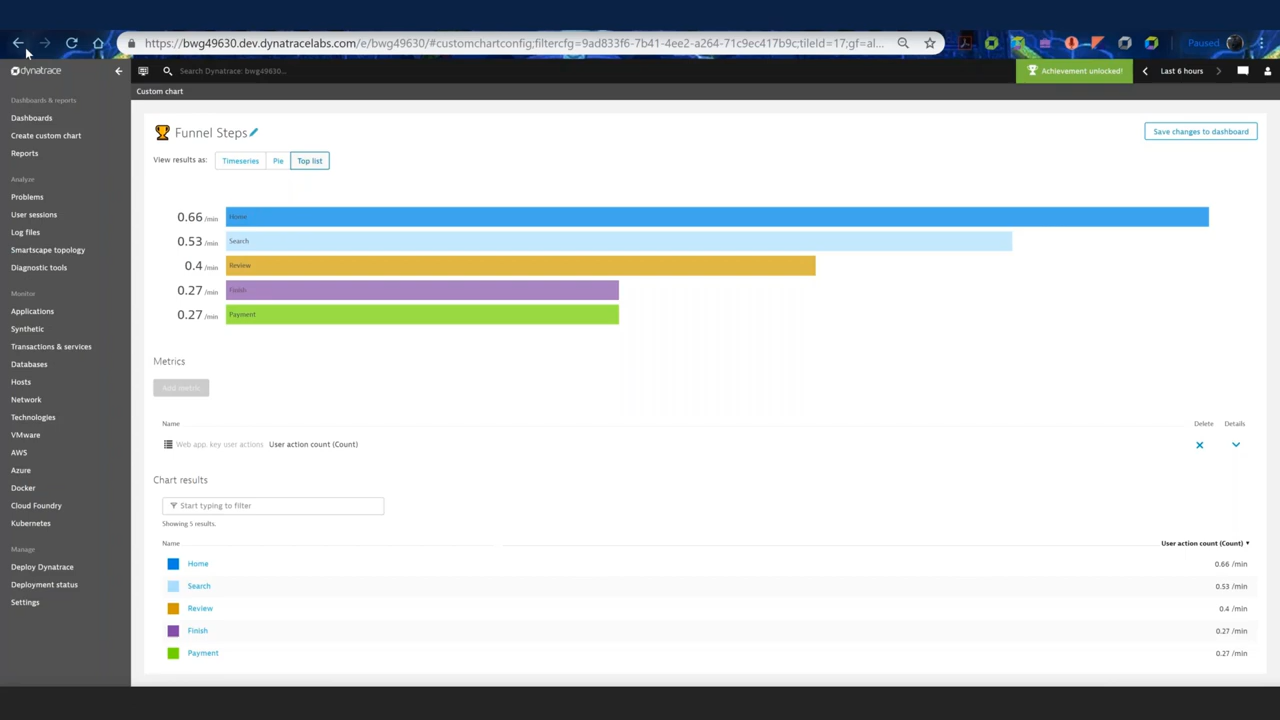 https://bwg49630.dev.dynatracelabs.com/e/bwg49630/#customchartconfig;filtercfg=9ad833f6-7b41-4ee2-a264-71c9ec417b9c;tileId=17;gf=al...
Paused
dynatrace
Search Dynatrace: bwg49630...
Achievement unlocked!
Last 6 hours
Custom chart
Dashboards & reports
Dashboards
Create custom chart
Reports
Analyze
Problems
User sessions
Log files
Smartscape topology
Diagnostic tools
Monitor
Applications
Synthetic
Transactions & services
Databases
Hosts
Network
Technologies
VMware
AWS
Azure
Docker
Cloud Foundry
Kubernetes
Manage
Deploy Dynatrace
Deployment status
Settings
Funnel Steps
Save changes to dashboard
View results as: Timeseries Pie Top list
0.66 /min Home
0.53 /min Search
0.4 /min Review
0.27 /min Finish
0.27 /min Payment
Metrics
Add metric
Name Delete Details
Web app. key user actions User action count (Count)
Chart results
Start typing to filter
Showing 5 results.
Name User action count (Count)
Home 0.66 /min
Search 0.53 /min
Review 0.4 /min
Finish 0.27 /min
Payment 0.27 /min